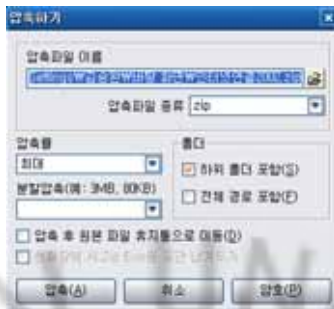 압축하기
압축파일 이름
압축파일 종류 zip
압축률
최대
분할압축(예: 3MB, 80KB)
폴더
하위 폴더 포함(S)
전체 경로 포함(F)
압축 후 원본 파일 휴지통으로 이동(D)
압축(A)
취소
암호(P)